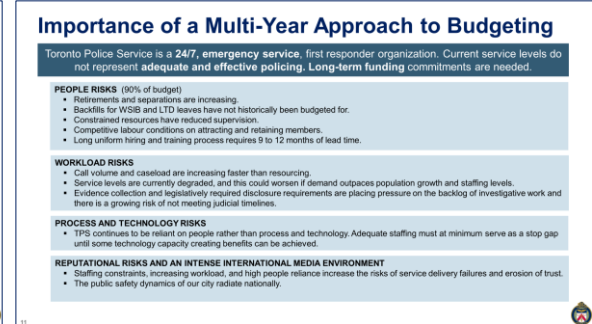 Importance of a Multi-Year Approach to Budgeting
Toronto Police Service is a 24/7, emergency service, first responder organization. Current service levels do
not represent adequate and effective policing. Long-term funding commitments are needed.
PEOPLE RISKS (90% of budget)
▪ Retirements and separations are increasing.
▪ Backfills for WSIB and LTD leaves have not historically been budgeted for.
▪ Constrained resources have reduced supervision.
▪ Competitive labour conditions on attracting and retaining members.
▪ Long uniform hiring and training process requires 9 to 12 months of lead time.
WORKLOAD RISKS
▪ Call volume and caseload are increasing faster than resourcing.
▪ Service levels are currently degraded, and this could worsen if demand outpaces population growth and staffing levels.
▪ Evidence collection and legislatively required disclosure requirements are placing pressure on the backlog of investigative work and
there is a growing risk of not meeting judicial timelines.
PROCESS AND TECHNOLOGY RISKS
▪ TPS continues to be reliant on people rather than process and technology. Adequate staffing must at minimum serve as a stop gap
until some technology capacity creating benefits can be achieved.
REPUTATIONAL RISKS AND AN INTENSE INTERNATIONAL MEDIA ENVIRONMENT
▪ Staffing constraints, increasing workload, and high people reliance increase the risks of service delivery failures and erosion of trust.
▪ The public safety dynamics of our city radiate nationally.
11